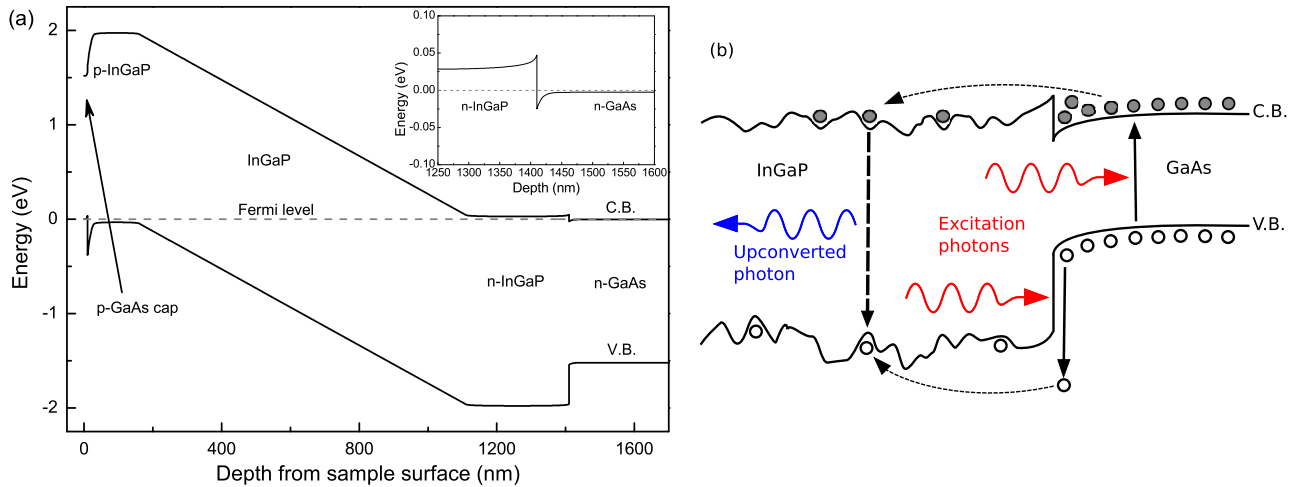 (a)
Energy (eV)
2
1
0
-1
-2
0
400
800
1200
1600
Depth from sample surface (nm)
p-InGaP
InGaP
Fermi level
C.B.
n-InGaP
n-GaAs
p-GaAs cap
V.B.
Energy (eV)
0.10
0.05
0.00
-0.05
-0.10
n-InGaP
n-GaAs
1250
1300
1350
1400
1450
1500
1550
1600
Depth (nm)
(b)
C.B.
InGaP
GaAs
V.B.
Excitation
photons
Upconverted
photon